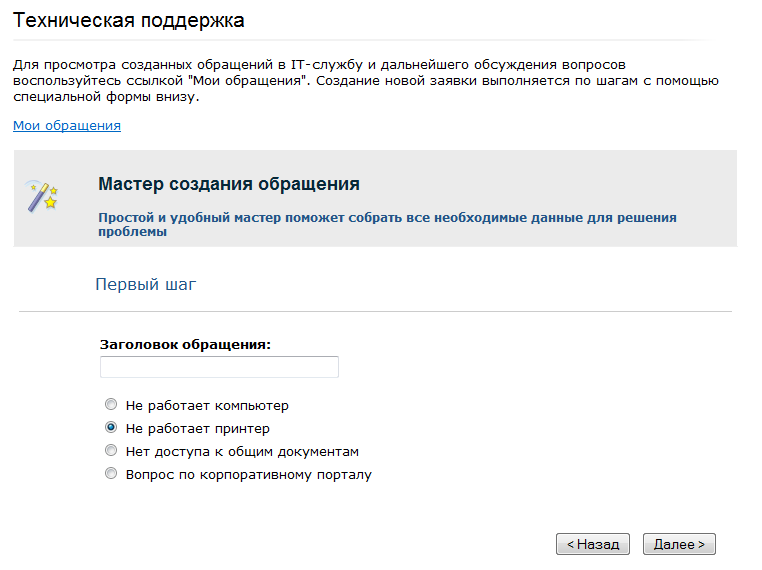 Техническая поддержка
Для просмотра созданных обращений в IT-службу и дальнейшего обсуждения вопросов
воспользуйтесь ссылкой "Мои обращения". Создание новой заявки выполняется по шагам с помощью
специальной формы внизу.
Мои обращения
Мастер создания обращения
Простой и удобный мастер поможет собрать все необходимые данные для решения
проблемы
Первый шаг
Заголовок обращения:
Не работает компьютер
Не работает принтер
Нет доступа к общим документам
Вопрос по корпоративному порталу
< Назад Далее >